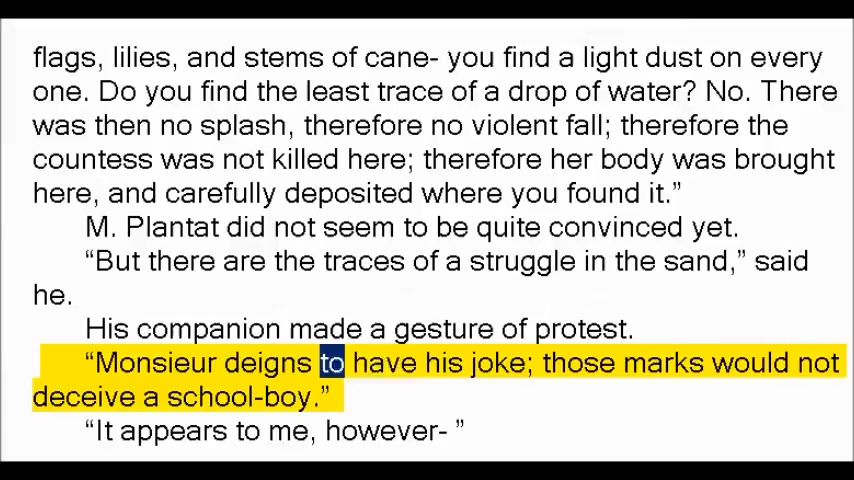 flags, lilies, and stems of cane- you find a light dust on every
one. Do you find the least trace of a drop of water? No. There
was then no splash, therefore no violent fall; therefore the
countess was not killed here; therefore her body was brought
here, and carefully deposited where you found it.”
M. Plantat did not seem to be quite convinced yet.
“But there are the traces of a struggle in the sand,” said
he.
His companion made a gesture of protest.
“Monsieur deigns to have his joke; those marks would not
deceive a school-boy.”
“It appears to me, however- ”